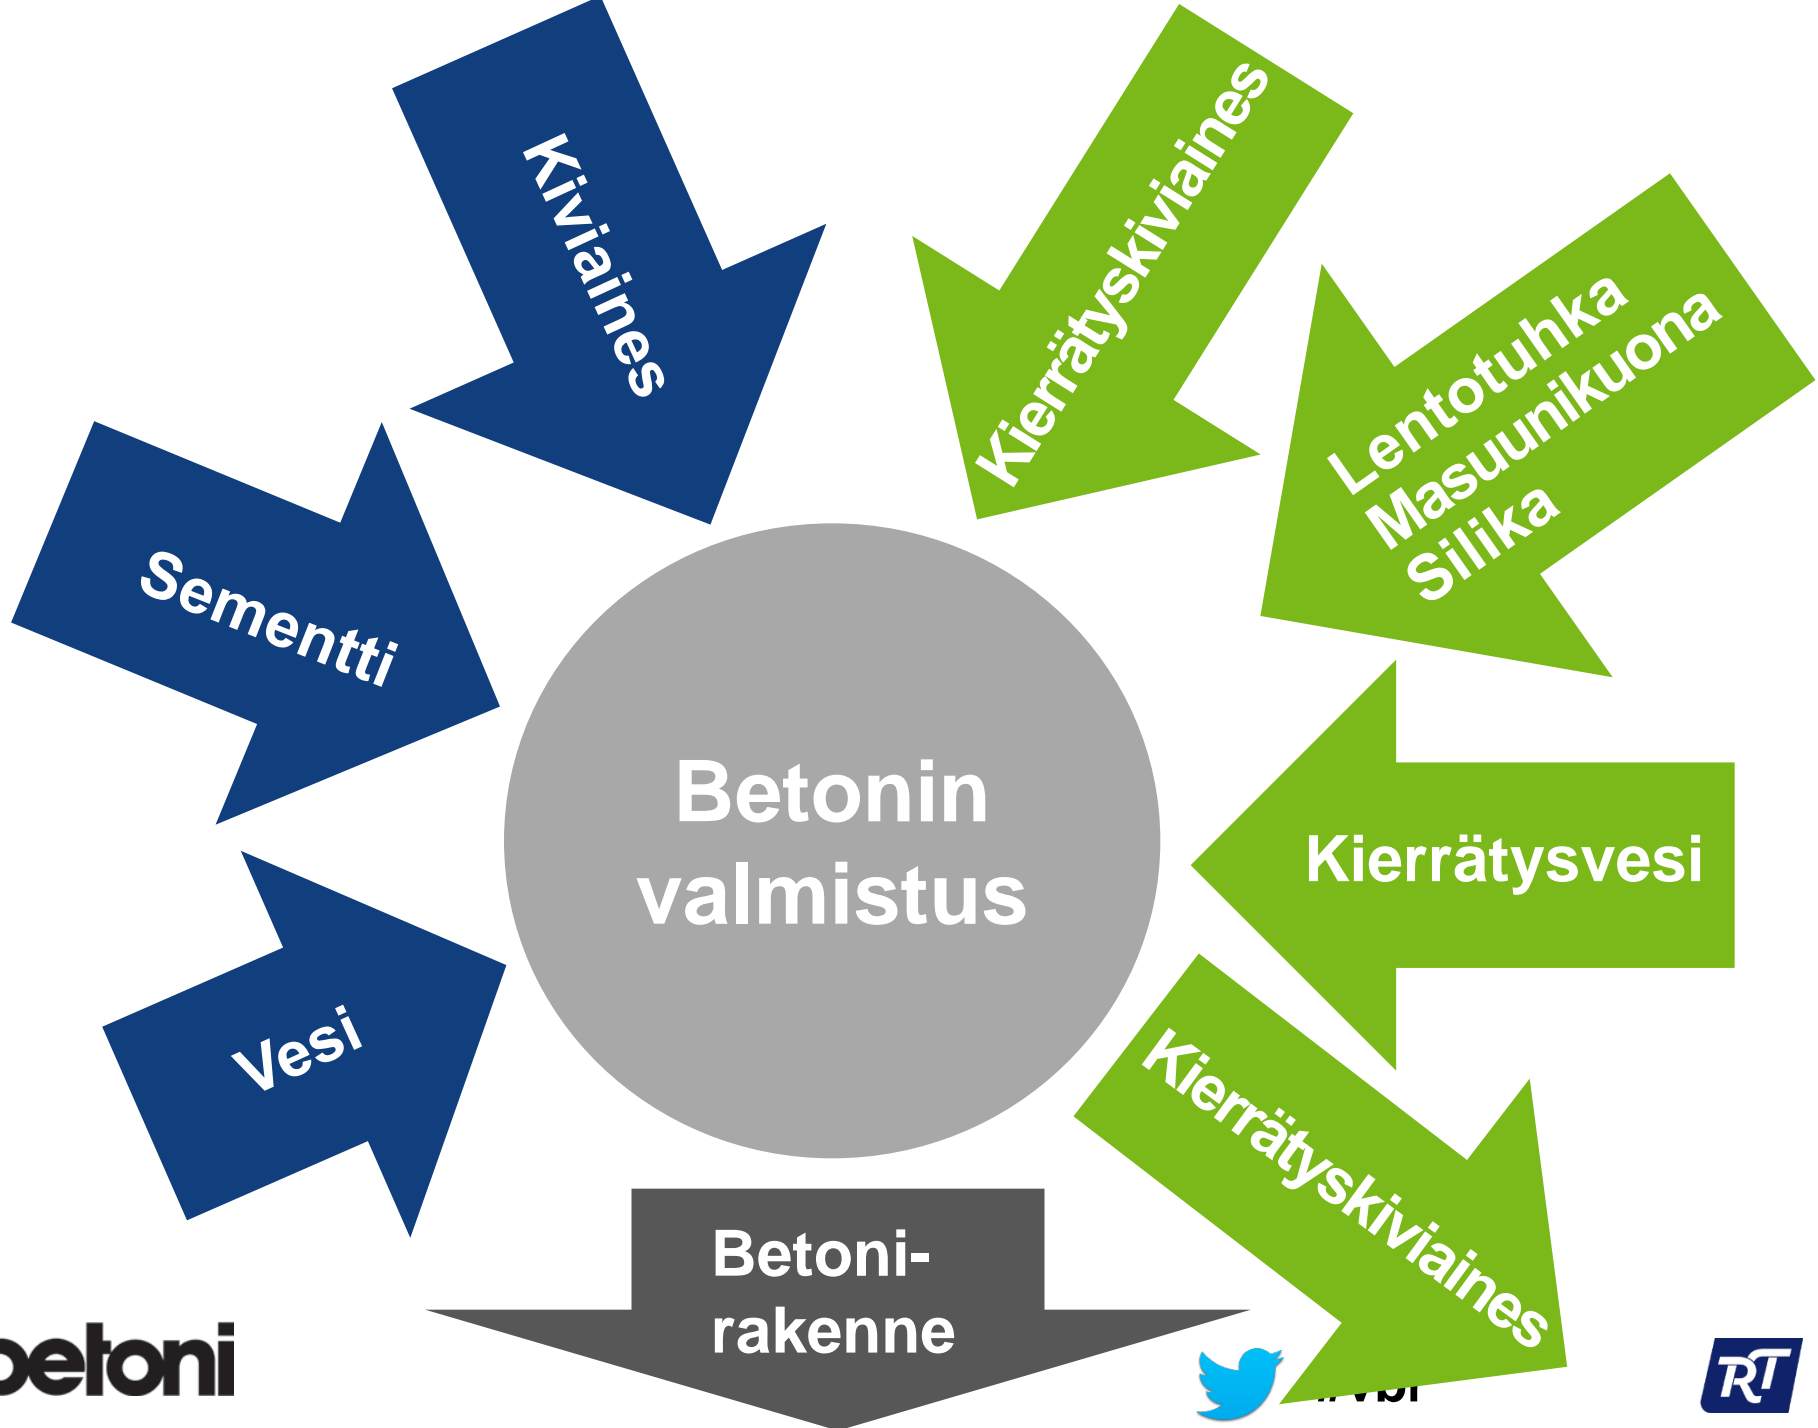 Kiviaines
Kierrätyskiviaines
Lentotuhka
Masuunikuona
Silika
Sementti
Betonin
valmistus
Kierrätysvesi
Vesi
Kierrätyskiviaines
Betoni-
rakenne
betoni
RT